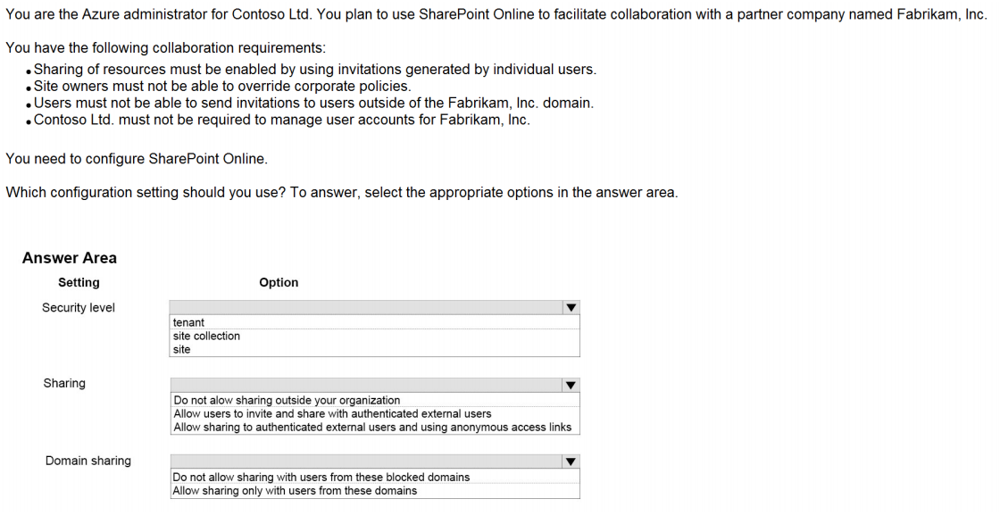 You are the Azure administrator for Contoso Ltd. You plan to use SharePoint Online to facilitate collaboration with a partner company named Fabrikam, Inc.
You have the following collaboration requirements:
• Sharing of resources must be enabled by using invitations generated by individual users.
• Site owners must not be able to override corporate policies.
• Users must not be able to send invitations to users outside of the Fabrikam, Inc. domain.
• Contoso Ltd. must not be required to manage user accounts for Fabrikam, Inc.
You need to configure SharePoint Online.
Which configuration setting should you use? To answer, select the appropriate options in the answer area.
Answer Area
Setting Option
Security level
tenant
site collection
site
Sharing
Do not alow sharing outside your organization
Allow users to invite and share with authenticated external users
Allow sharing to authenticated external users and using anonymous access links
Domain sharing
Do not allow sharing with users from these blocked domains
Allow sharing only with users from these domains